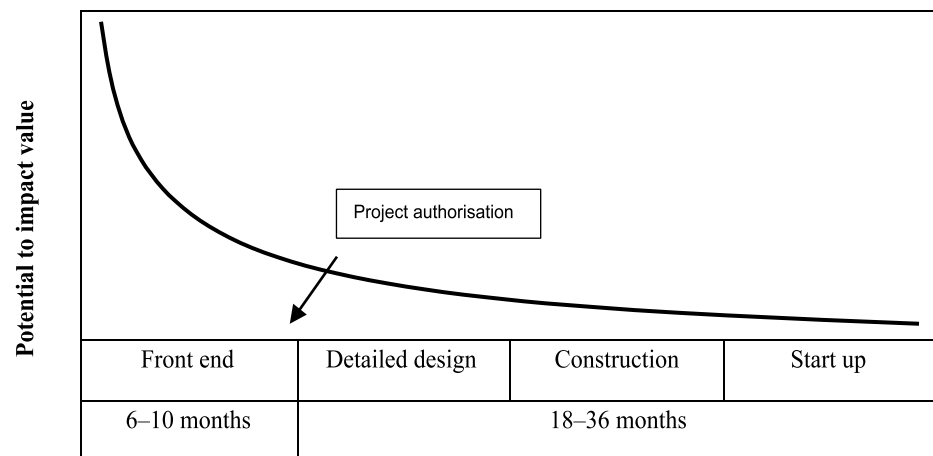 Potential to impact value
Project authorisation
Front end
Detailed design
Construction
Start up
6–10 months
18–36 months